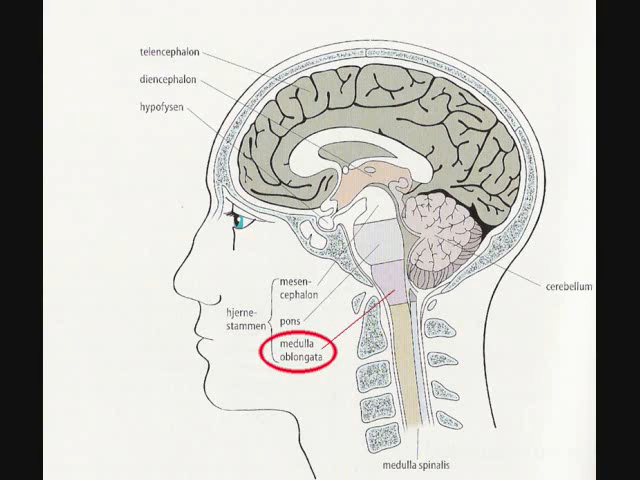 telencephalon
diencephalon
hypofysen
mesen-
cephalon
hjerne-
stammen
pons
medulla
oblongata
cerebellum
medulla spinalis